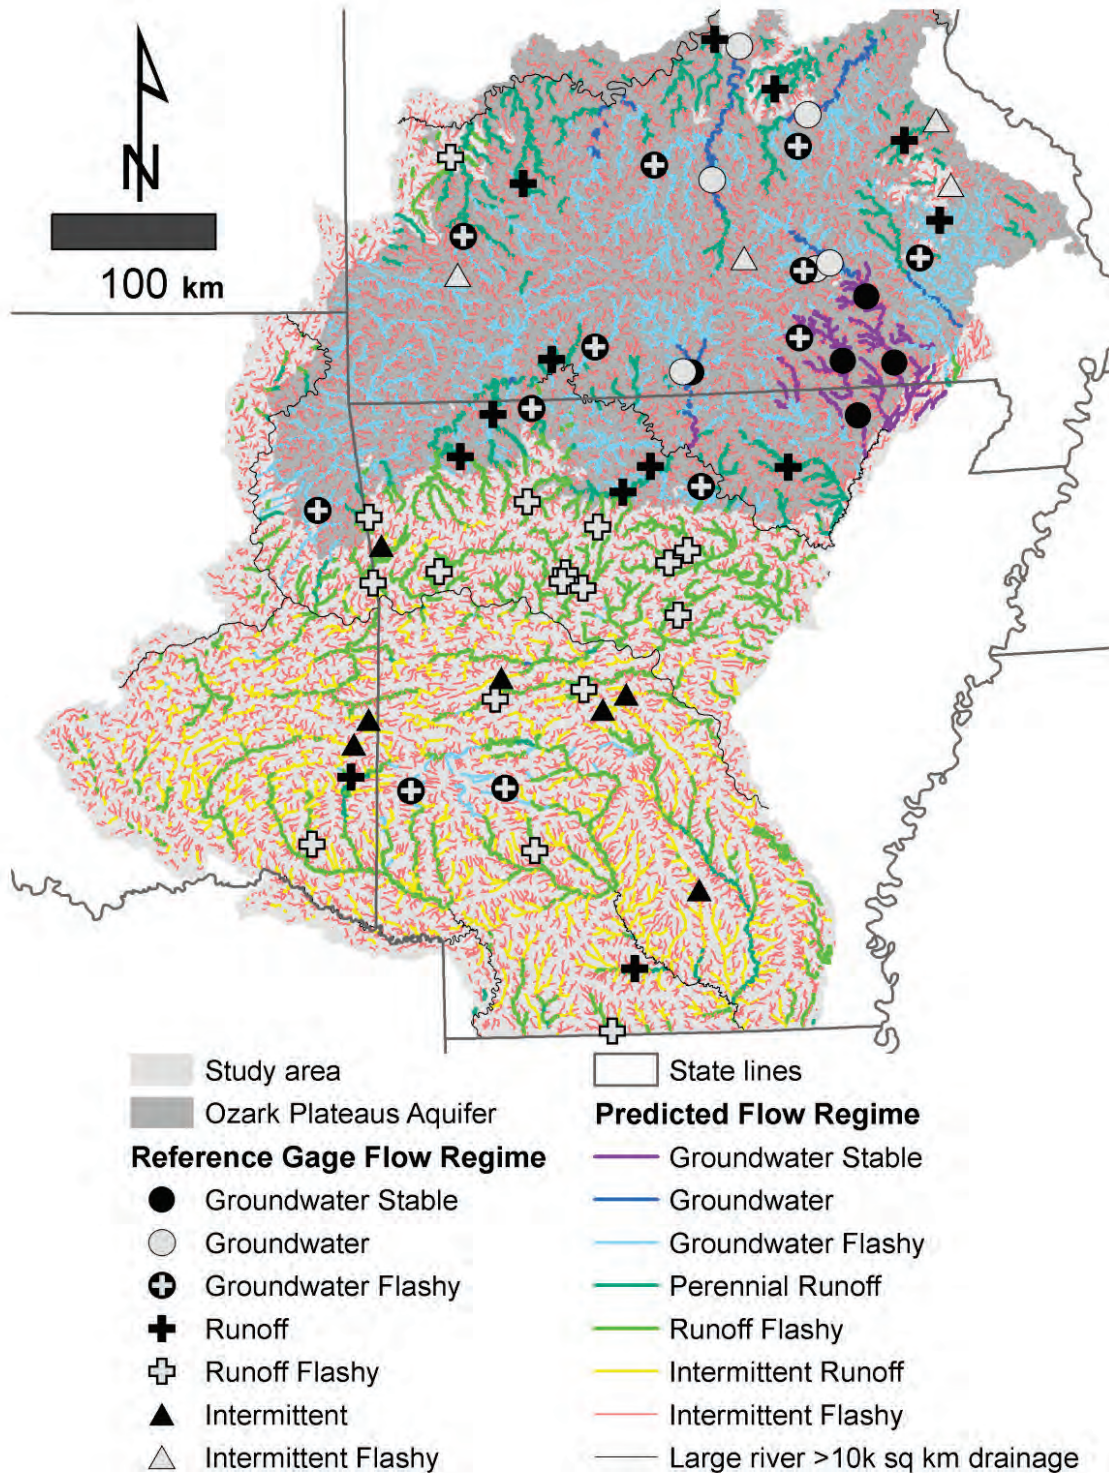 N
100 km
Study area
Ozark Plateaus Aquifer
Reference Gage Flow Regime
Groundwater Stable
Groundwater
Groundwater Flashy
Runoff
Runoff Flashy
Intermittent
Intermittent Flashy
State lines
Predicted Flow Regime
Groundwater Stable
Groundwater
Groundwater Flashy
Perennial Runoff
Runoff Flashy
Intermittent Runoff
Intermittent Flashy
Large river >10k sq km drainage